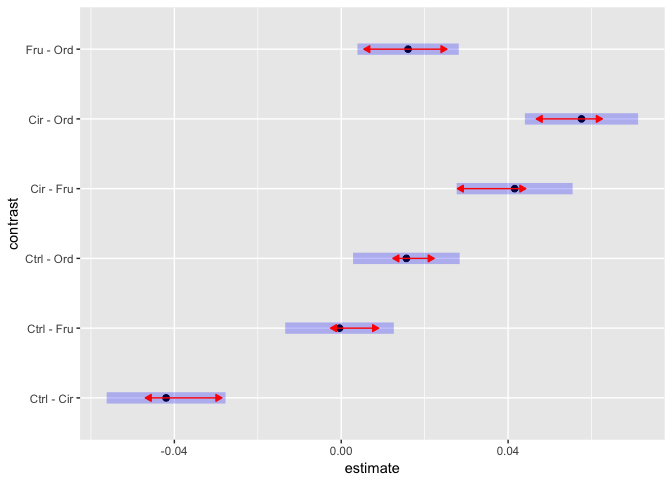 Fru - Ord
Cir - Ord
Cir - Fru
Ctrl - Ord
Ctrl - Fru
Ctrl - Cir
contrast
-0.04
0.00
0.04
estimate